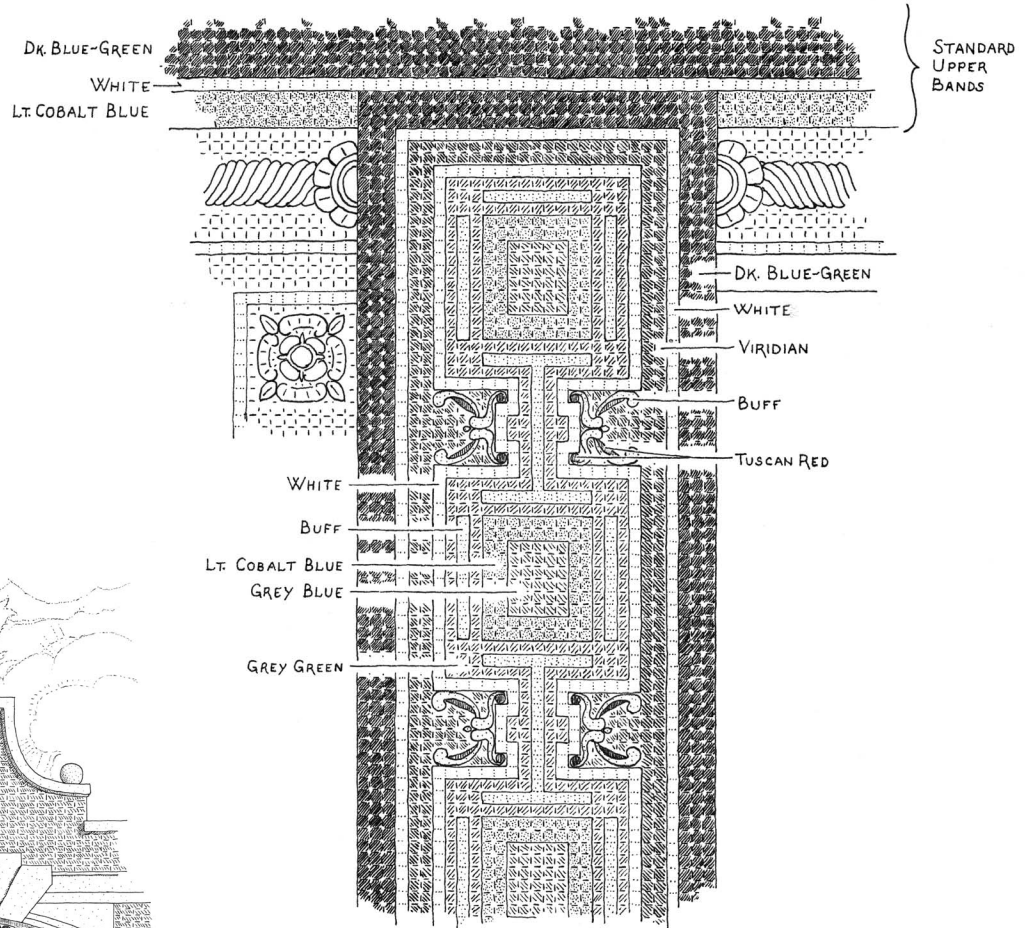 DK. BLUE-GREEN
WHITE
LT. COBALT BLUE
STANDARD
UPPER
BANDS
DK. BLUE-GREEN
WHITE
VIRIDIAN
BUFF
TUSCAN RED
WHITE
BUFF
LT. COBALT BLUE
GREY BLUE
GREY GREEN